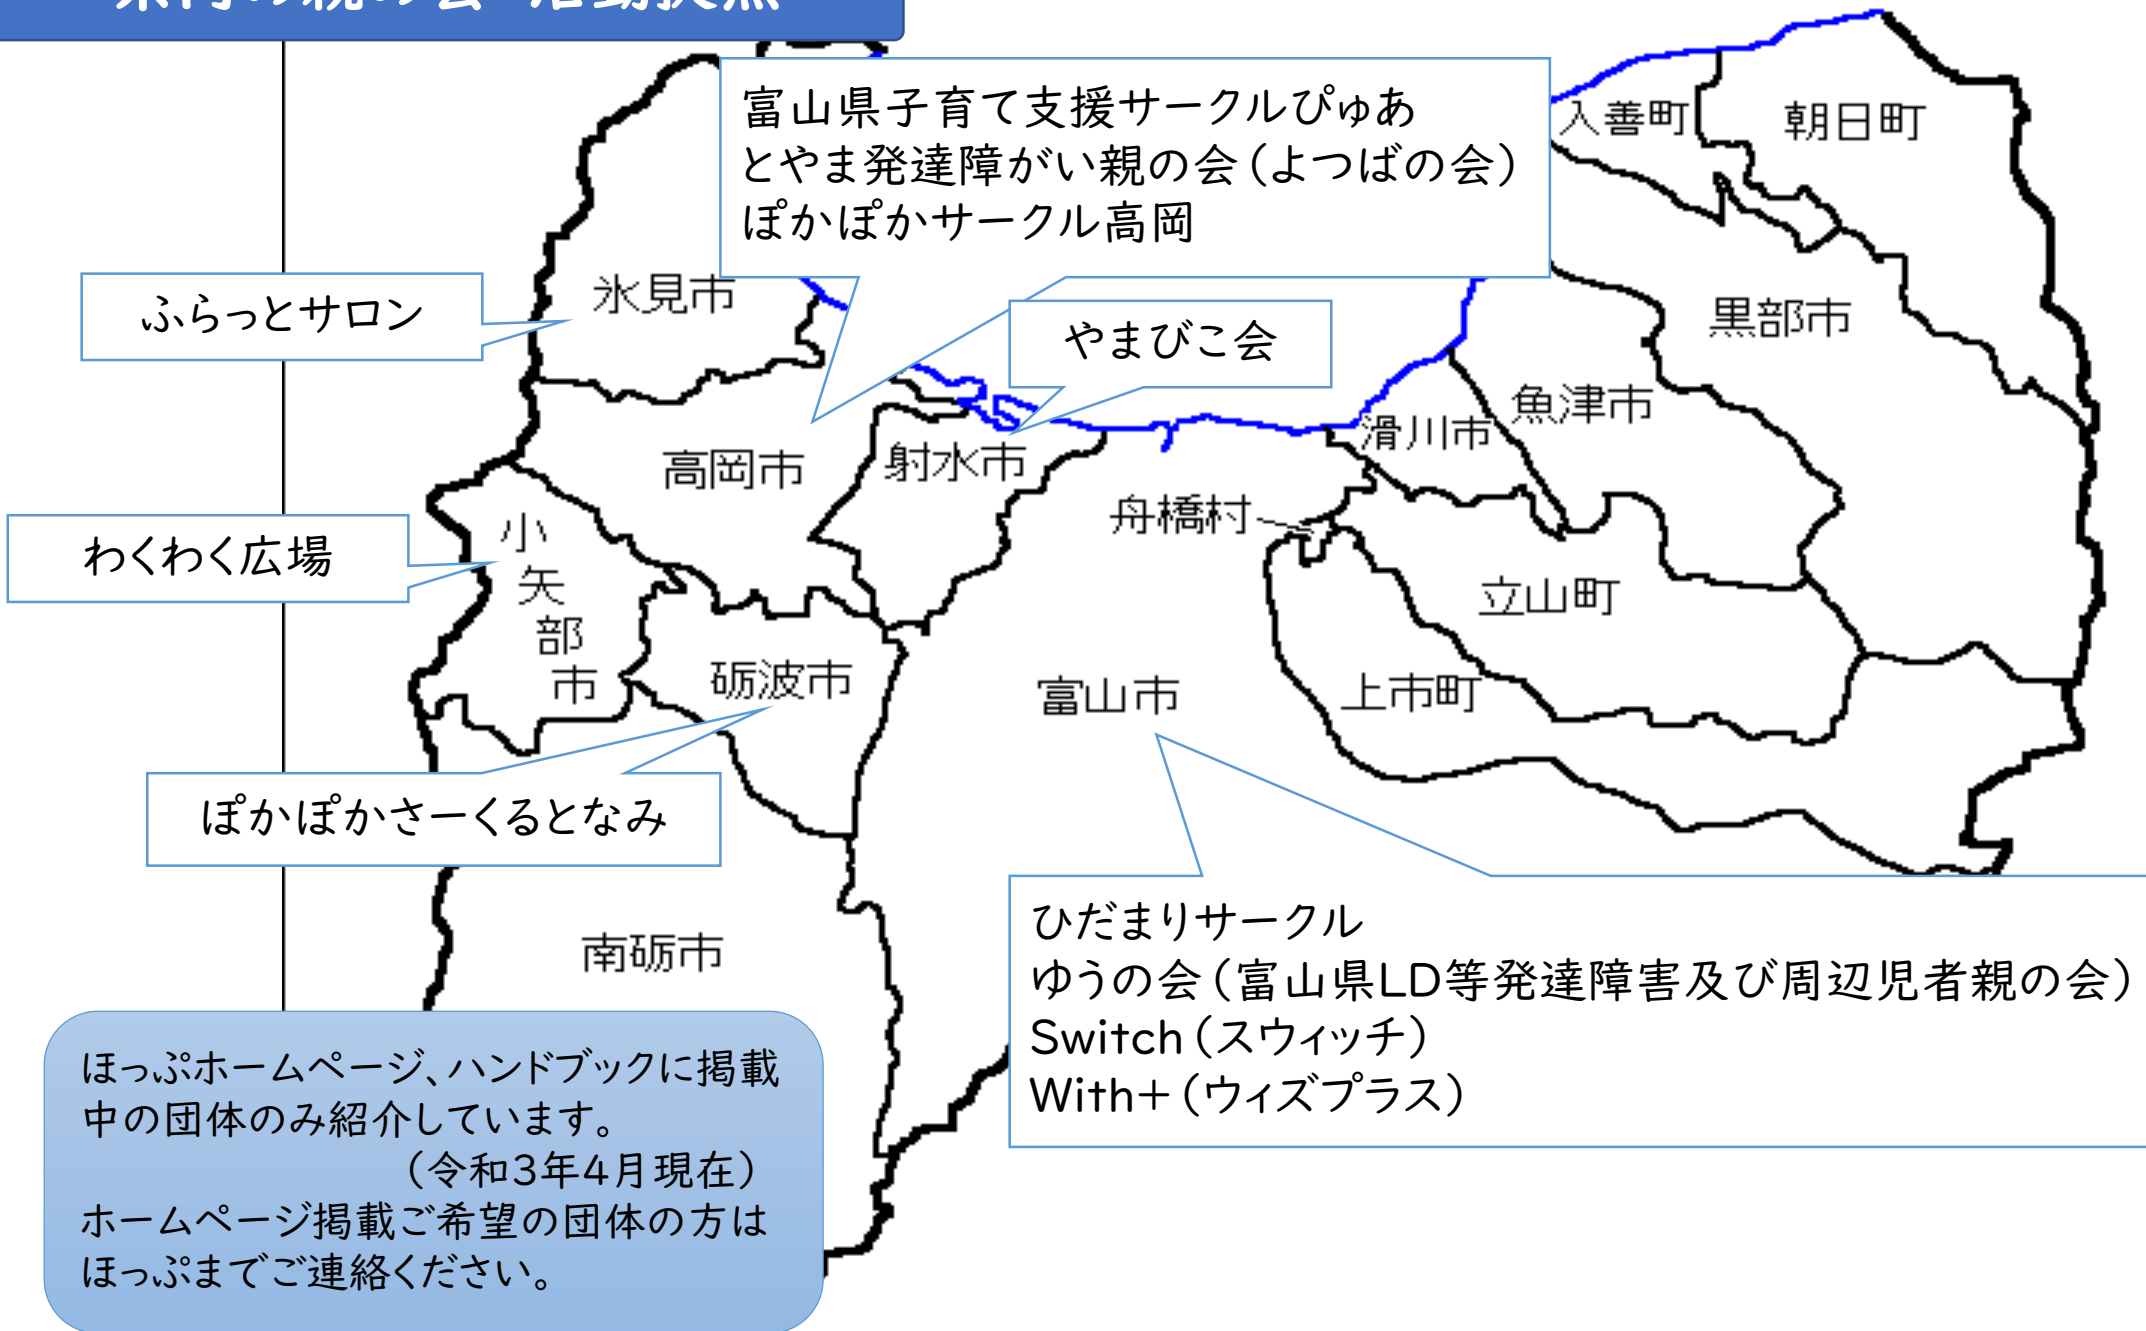 県内の親の会 活動拠点
富山県子育て支援サークルぴゅあ
とやま発達障がい親の会（よつばの会）
ぽかぽかサークル高岡
入善町
朝日町
氷見市
ふらっとサロン
やまびこ会
黒部市
魚津市
滑川市
高岡市
射水市
舟橋村
わくわく広場
小
矢
部
市
立山町
砺波市
富山市
上市町
ぽかぽかさーくるとなみ
南砺市
ひだまりサークル
ゆうの会（富山県LD等発達障害及び周辺児者親の会）
Switch（スウィッチ）
With+（ウィズプラス）
ほっぷホームページ、ハンドブックに掲載
中の団体のみ紹介しています。
（令和3年4月現在）
ホームページ掲載ご希望の団体の方は
ほっぷまでご連絡ください。